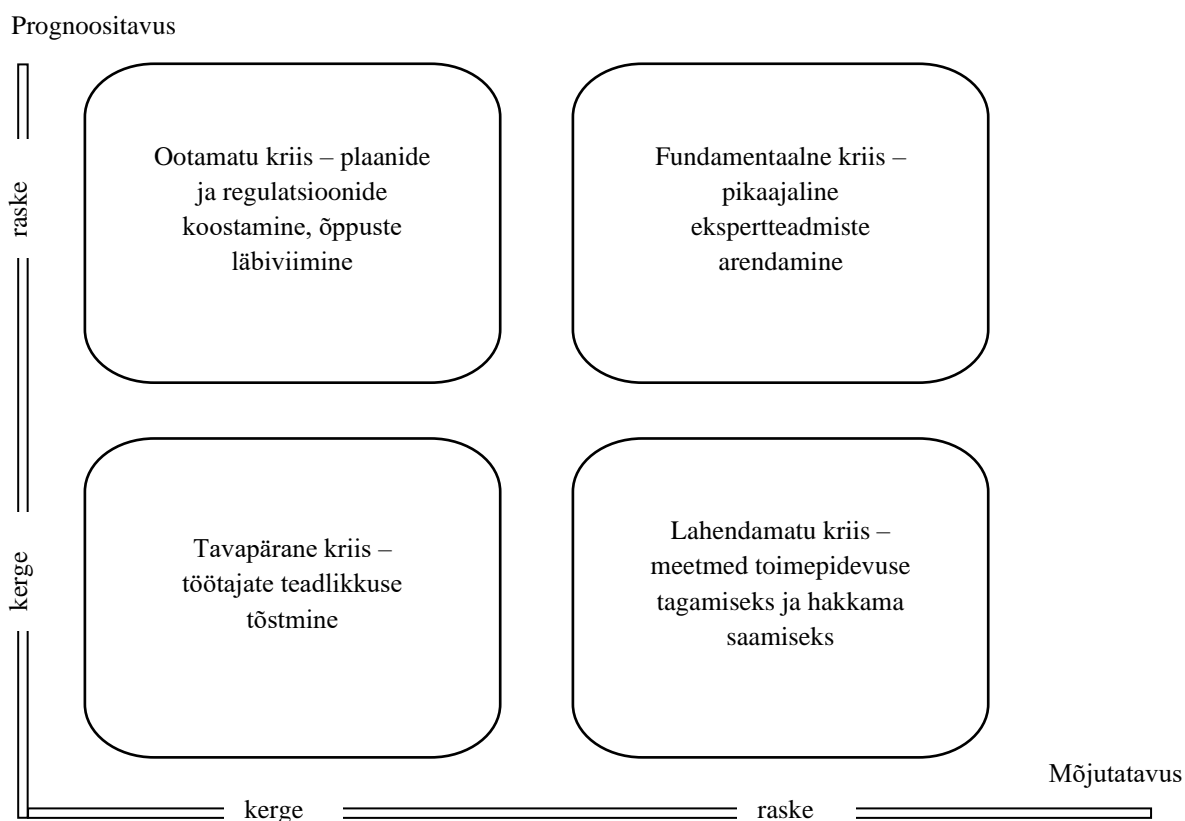 Prognoositavus
raske
Ootamatu kriis – plaanide
ja regulatsioonide
koostamine, õppuste
läbiviimine
Fundamentaalne kriis –
pikaajaline
ekspertteadmiste
arendamine
kerge
Tavapärane kriis –
töötajate teadlikkuse
tõstmine
Lahendamatu kriis –
meetmed toimepidevuse
tagamiseks ja hakkama
saamiseks
Mõjutatavus
kerge
raske